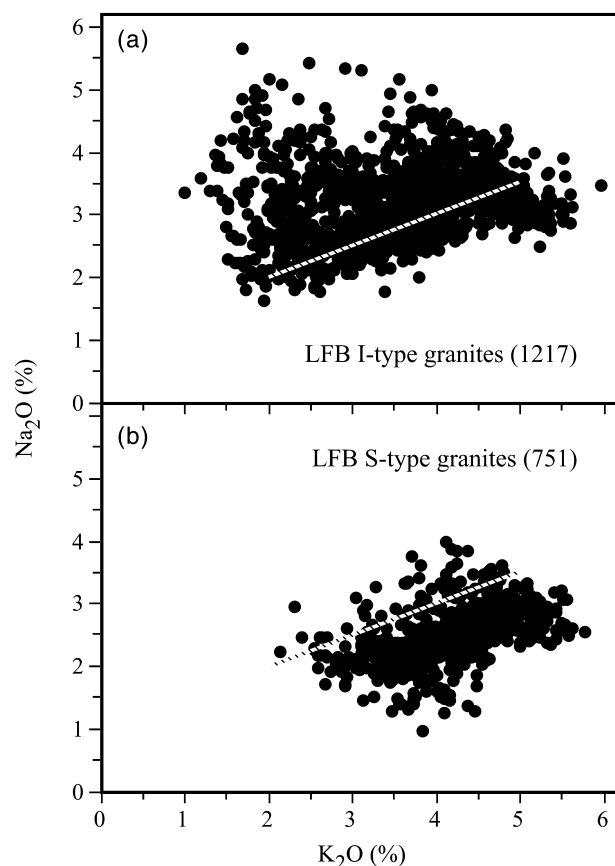 6
(a)
5
4
3
2
1
LFB I-type granites (1217)
0
Na₂O (%)
(b)
LFB S-type granites (751)
5
4
3
2
1
0
0 1 2 3 4 5 6
K₂O (%)